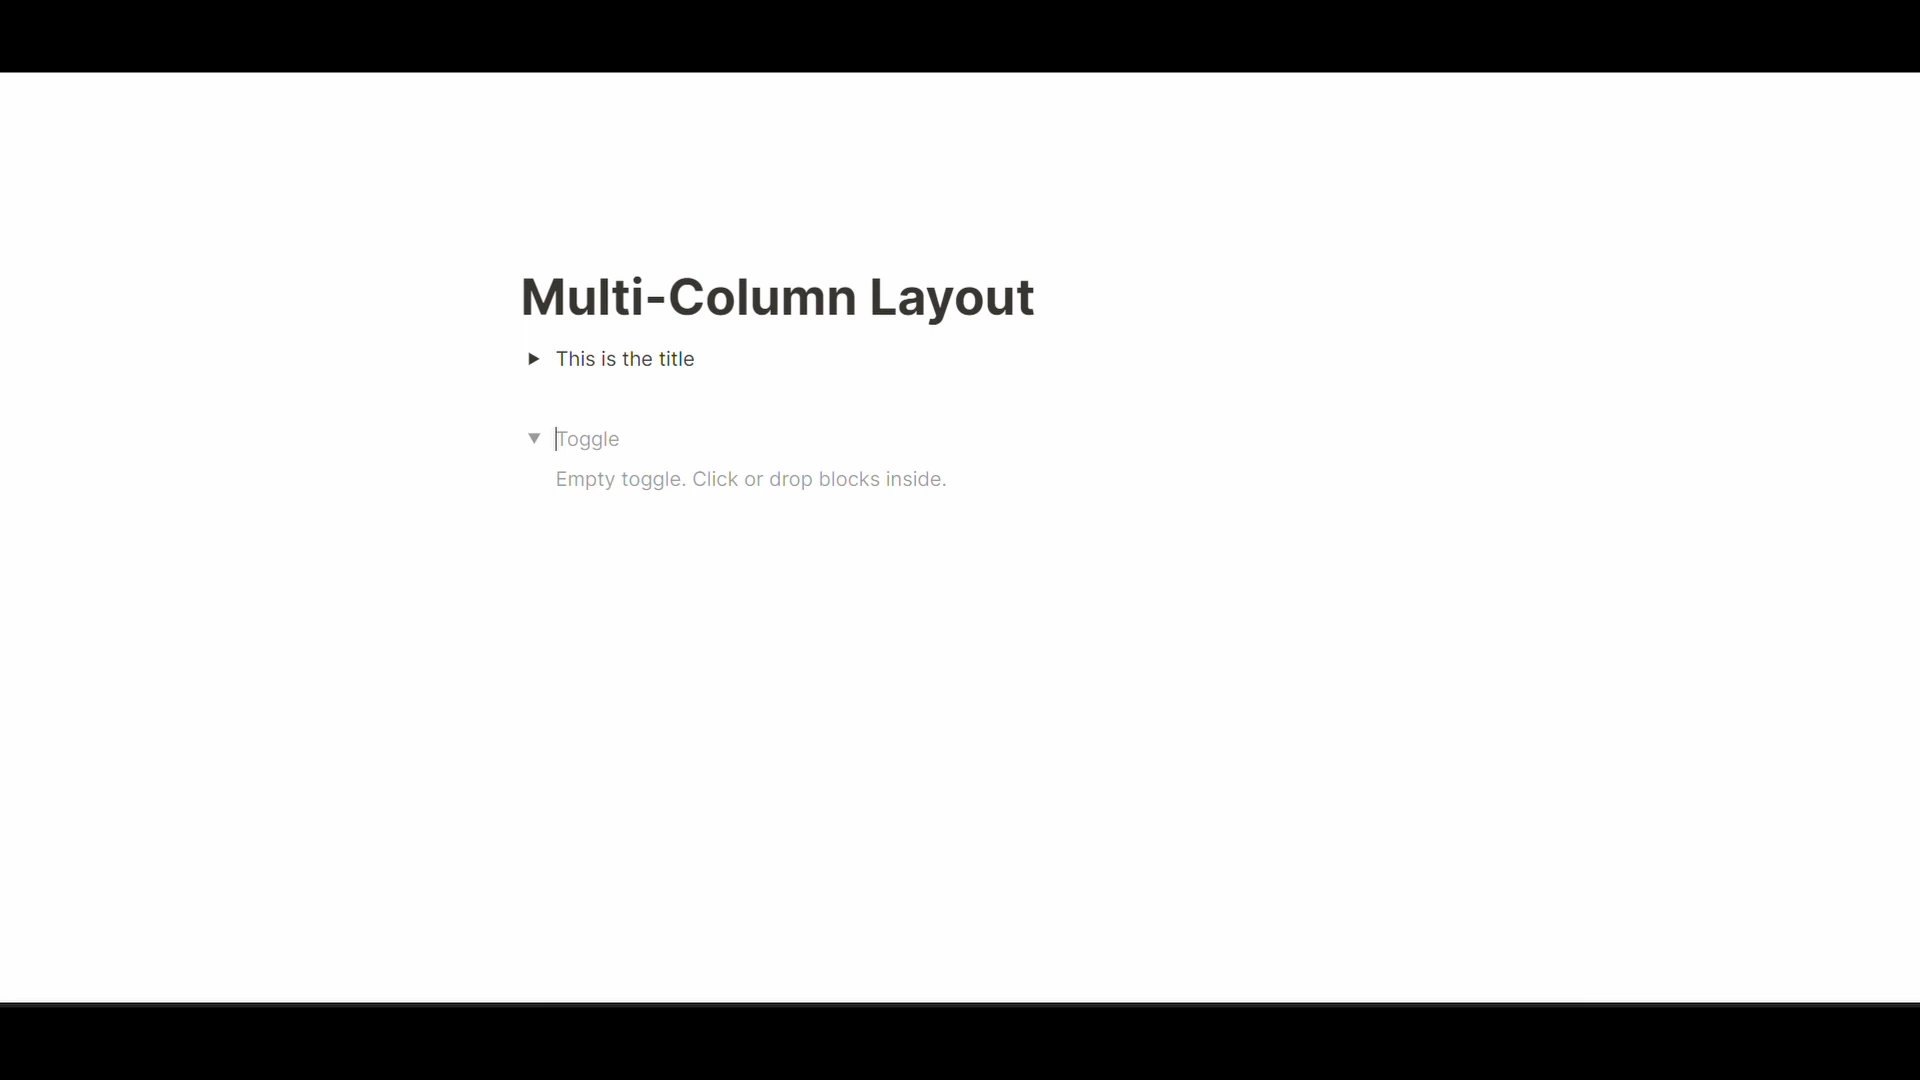 Multi-Column Layout
This is the title
Toggle
Empty toggle. Click or drop blocks inside.